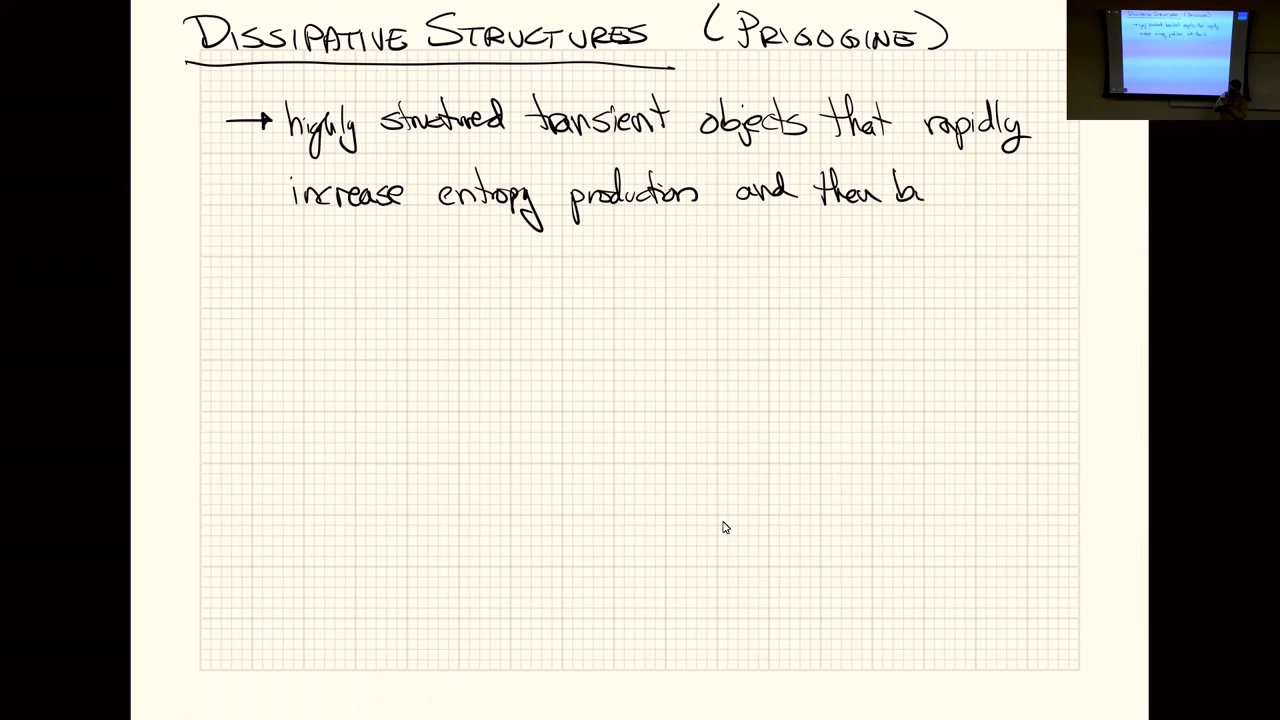 DISSIPATIVE STRUCTURES (PRIGOGINE)
→ highly structured transient objects that rapidly
increase entropy production and then b